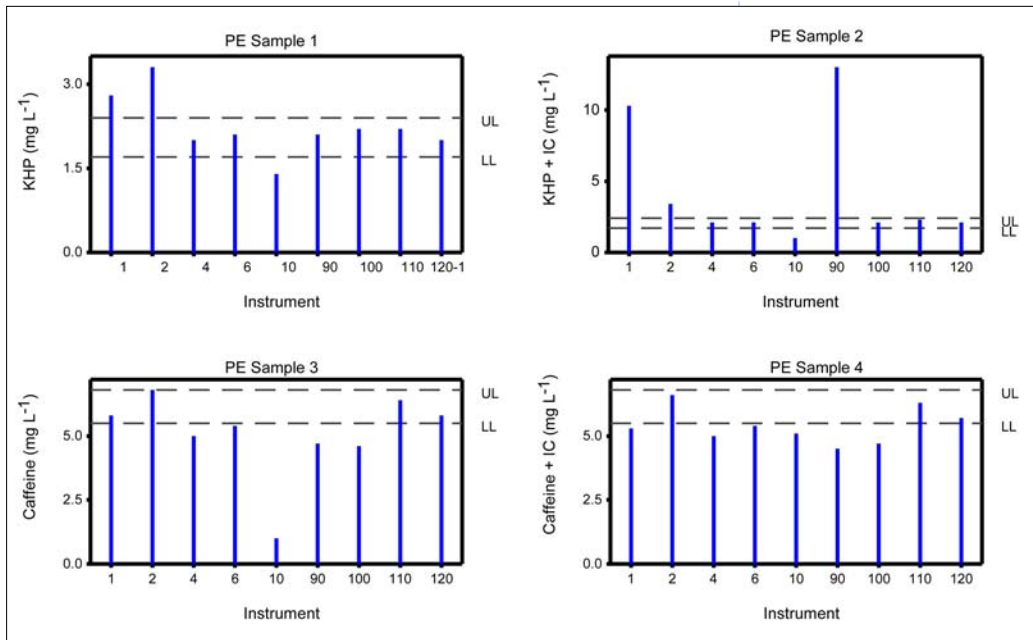 PE Sample 1
KHP (mg L⁻¹)
3.0
1.5
0.0
UL
LL
1 2 4 6 10 90 100 110 120-1
Instrument
PE Sample 2
KHP + IC (mg L⁻¹)
10
5
0
UL
LL
1 2 4 6 10 90 100 110 120
Instrument
PE Sample 3
Caffeine (mg L⁻¹)
5.0
2.5
0.0
UL
LL
1 2 4 6 10 90 100 110 120
Instrument
PE Sample 4
Caffeine + IC (mg L⁻¹)
5.0
2.5
0.0
UL
LL
1 2 4 6 10 90 100 110 120
Instrument